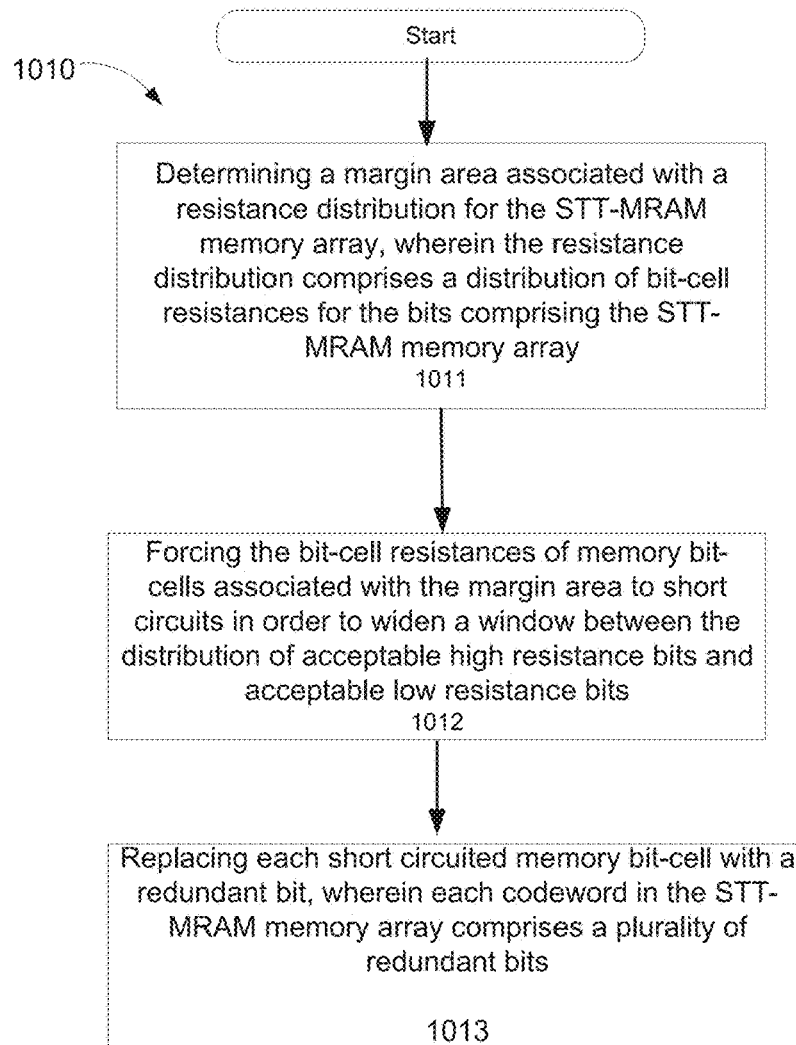 Start
1010
Determining a margin area associated with a
resistance distribution for the STT-MRAM
memory array, wherein the resistance
distribution comprises a distribution of bit-cell
resistances for the bits comprising the STT-
MRAM memory array
1011
Forcing the bit-cell resistances of memory bit-
cells associated with the margin area to short
circuits in order to widen a window between the
distribution of acceptable high resistance bits and
acceptable low resistance bits
1012
Replacing each short circuited memory bit-cell with a
redundant bit, wherein each codeword in the STT-
MRAM memory array comprises a plurality of
redundant bits
1013